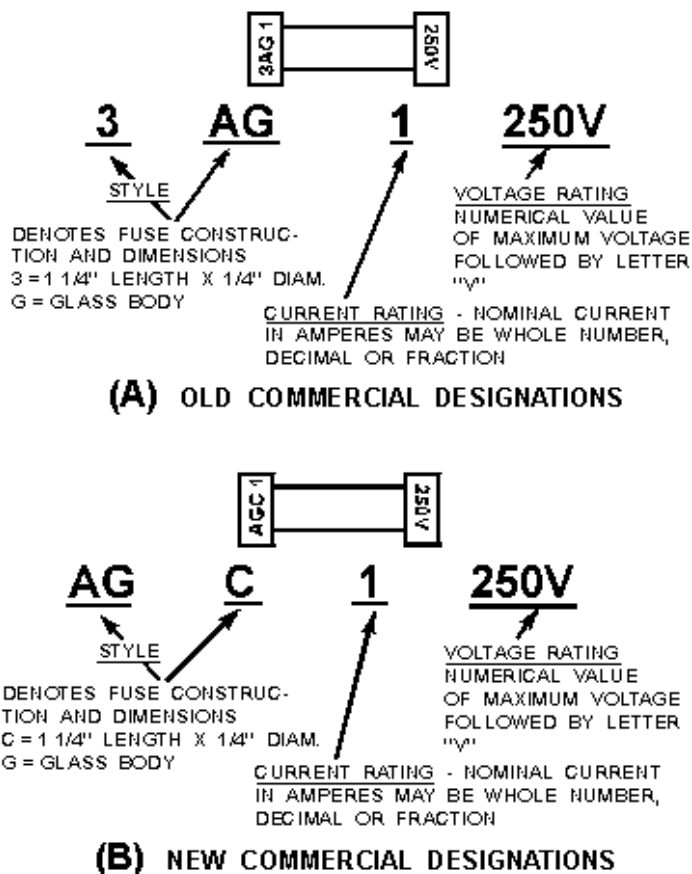 3AG 1
250V
3 AG 1 250V
STYLE
DENOTES FUSE CONSTRUC-
TION AND DIMENSIONS
3 = 1 1/4" LENGTH X 1/4" DIAM.
G = GLASS BODY
VOLTAGE RATING
NUMERICAL VALUE
OF MAXIMUM VOLTAGE
FOLLOWED BY LETTER
"V"
CURRENT RATING - NOMINAL CURRENT
IN AMPERES MAY BE WHOLE NUMBER,
DECIMAL OR FRACTION
(A) OLD COMMERCIAL DESIGNATIONS
AGC 1
250V
AG C 1 250V
STYLE
DENOTES FUSE CONSTRUC-
TION AND DIMENSIONS
C = 1 1/4" LENGTH X 1/4" DIAM.
G = GLASS BODY
VOLTAGE RATING
NUMERICAL VALUE
OF MAXIMUM VOLTAGE
FOLLOWED BY LETTER
"V"
CURRENT RATING - NOMINAL CURRENT
IN AMPERES MAY BE WHOLE NUMBER,
DECIMAL OR FRACTION
(B) NEW COMMERCIAL DESIGNATIONS